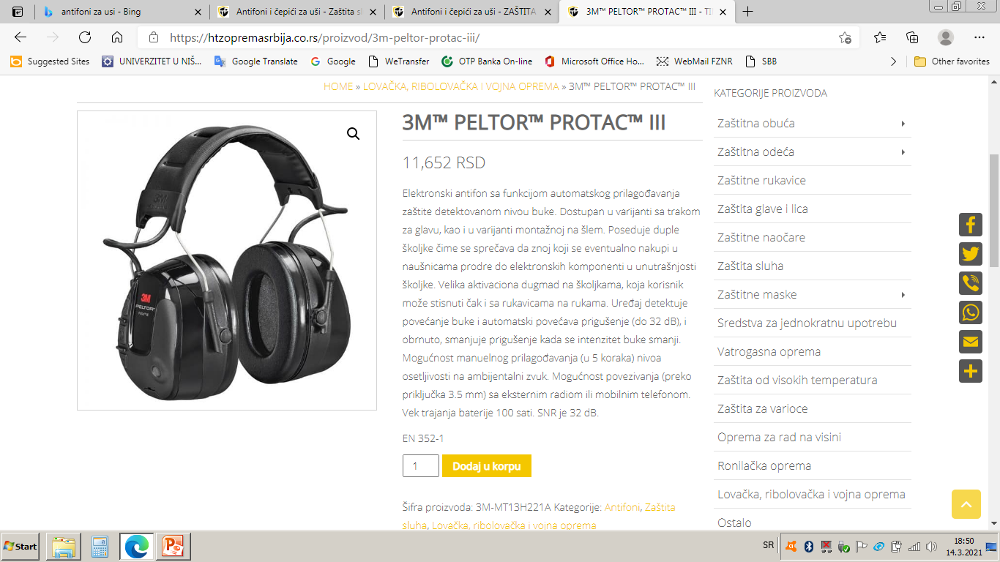 antifoni za usi - Bing
Antifoni i čepići za uši - Zaštita sl
Antifoni i čepići za uši - ZAŠTITA
3M™ PELTOR™ PROTAC™ III - TI
https://htzopremasrbija.co.rs/proizvod/3m-peltor-protac-iii/
Suggested Sites
UNIVERZITET U NIŠ...
Google Translate
Google
WeTransfer
OTP Banka On-line
Microsoft Office Ho...
WebMail FZNR
SBB
Other favorites
HOME » LOVAČKA, RIBOLOVAČKA I VOJNA OPREMA » 3M™ PELTOR™ PROTAC™ III
3M
3M
PELTOR™
3M™ PELTOR™ PROTAC™ III
11,652 RSD
Elektronski antifon sa funkcijom automatskog prilagođavanja
zaštite detektovanom nivou buke. Dostupan u varijanti sa trakom
za glavu, kao i u varijanti montažnoj na šlem. Poseduje duple
školjke čime se sprečava da znoj koji se eventualno nakupi u
naušnicama prodre do elektronskih komponenti u unutrašnjosti
školjke. Velika aktivaciona dugmad na školjkama, koja korisnik
može stisnuti čak i sa rukavicama na rukama. Uređaj detektuje
povećanje buke i automatski povećava prigušenje (do 32 dB), i
obrnuto, smanjuje prigušenje kada se intenzitet buke smanji.
Mogućnost manuelnog prilagođavanja (u 5 koraka) nivoa
osetljivosti na ambijentalni zvuk. Mogućnost povezivanja (preko
priključka 3.5 mm) sa eksternim radiom ili mobilnim telefonom.
Vek trajanja baterije 100 sati. SNR je 32 dB.
EN 352-1
1
Dodaj u korpu
Šifra proizvoda: 3M-MT13H221A Kategorije: Antifoni, Zaštita
sluha, Lovačka, ribolovačka i vojna oprema
KATEGORIJE PROIZVODA
Zaštitna obuća
Zaštitna odeća
Zaštitne rukavice
Zaštita glave i lica
Zaštitne naočare
Zaštita sluha
Zaštitne maske
Sredstva za jednokratnu upotrebu
Vatrogasna oprema
Zaštita od visokih temperatura
Zaštita za varioce
Oprema za rad na visini
Ronilačka oprema
Lovačka, ribolovačka i vojna oprema
Ostalo
Start
SR
18:50
14.3.2021